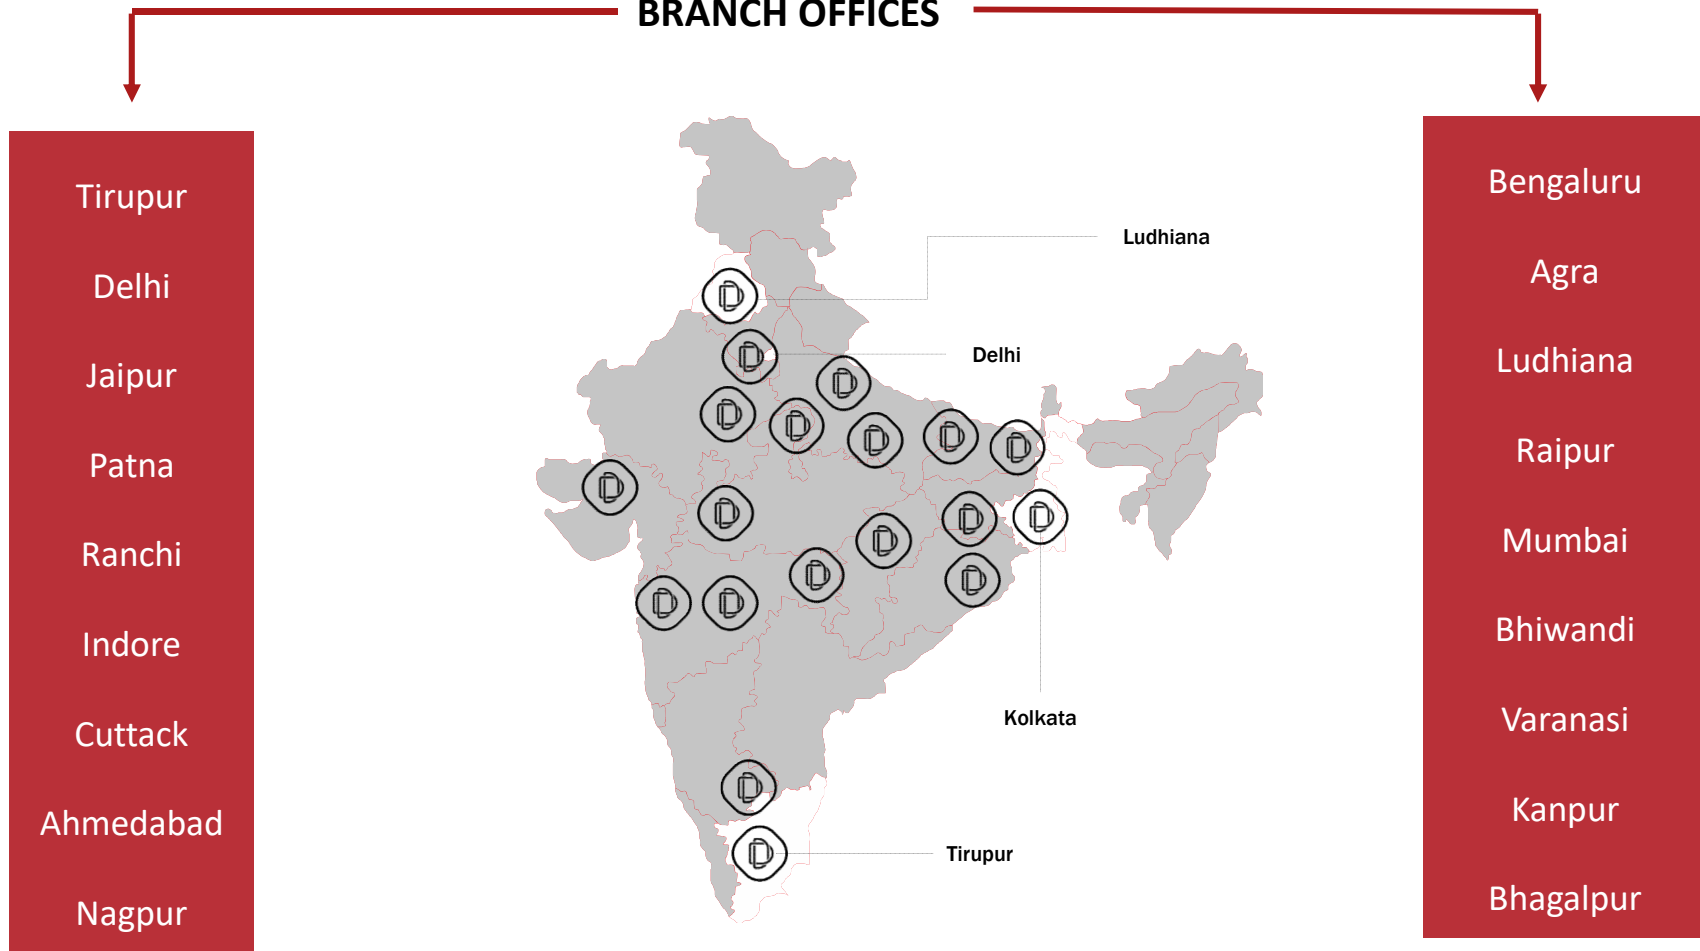 BRANCH OFFICES
Tirupur
Delhi
Jaipur
Patna
Ranchi
Indore
Cuttack
Ahmedabad
Nagpur
Ludhiana
Delhi
Kolkata
Tirupur
Bengaluru
Agra
Ludhiana
Raipur
Mumbai
Bhiwandi
Varanasi
Kanpur
Bhagalpur